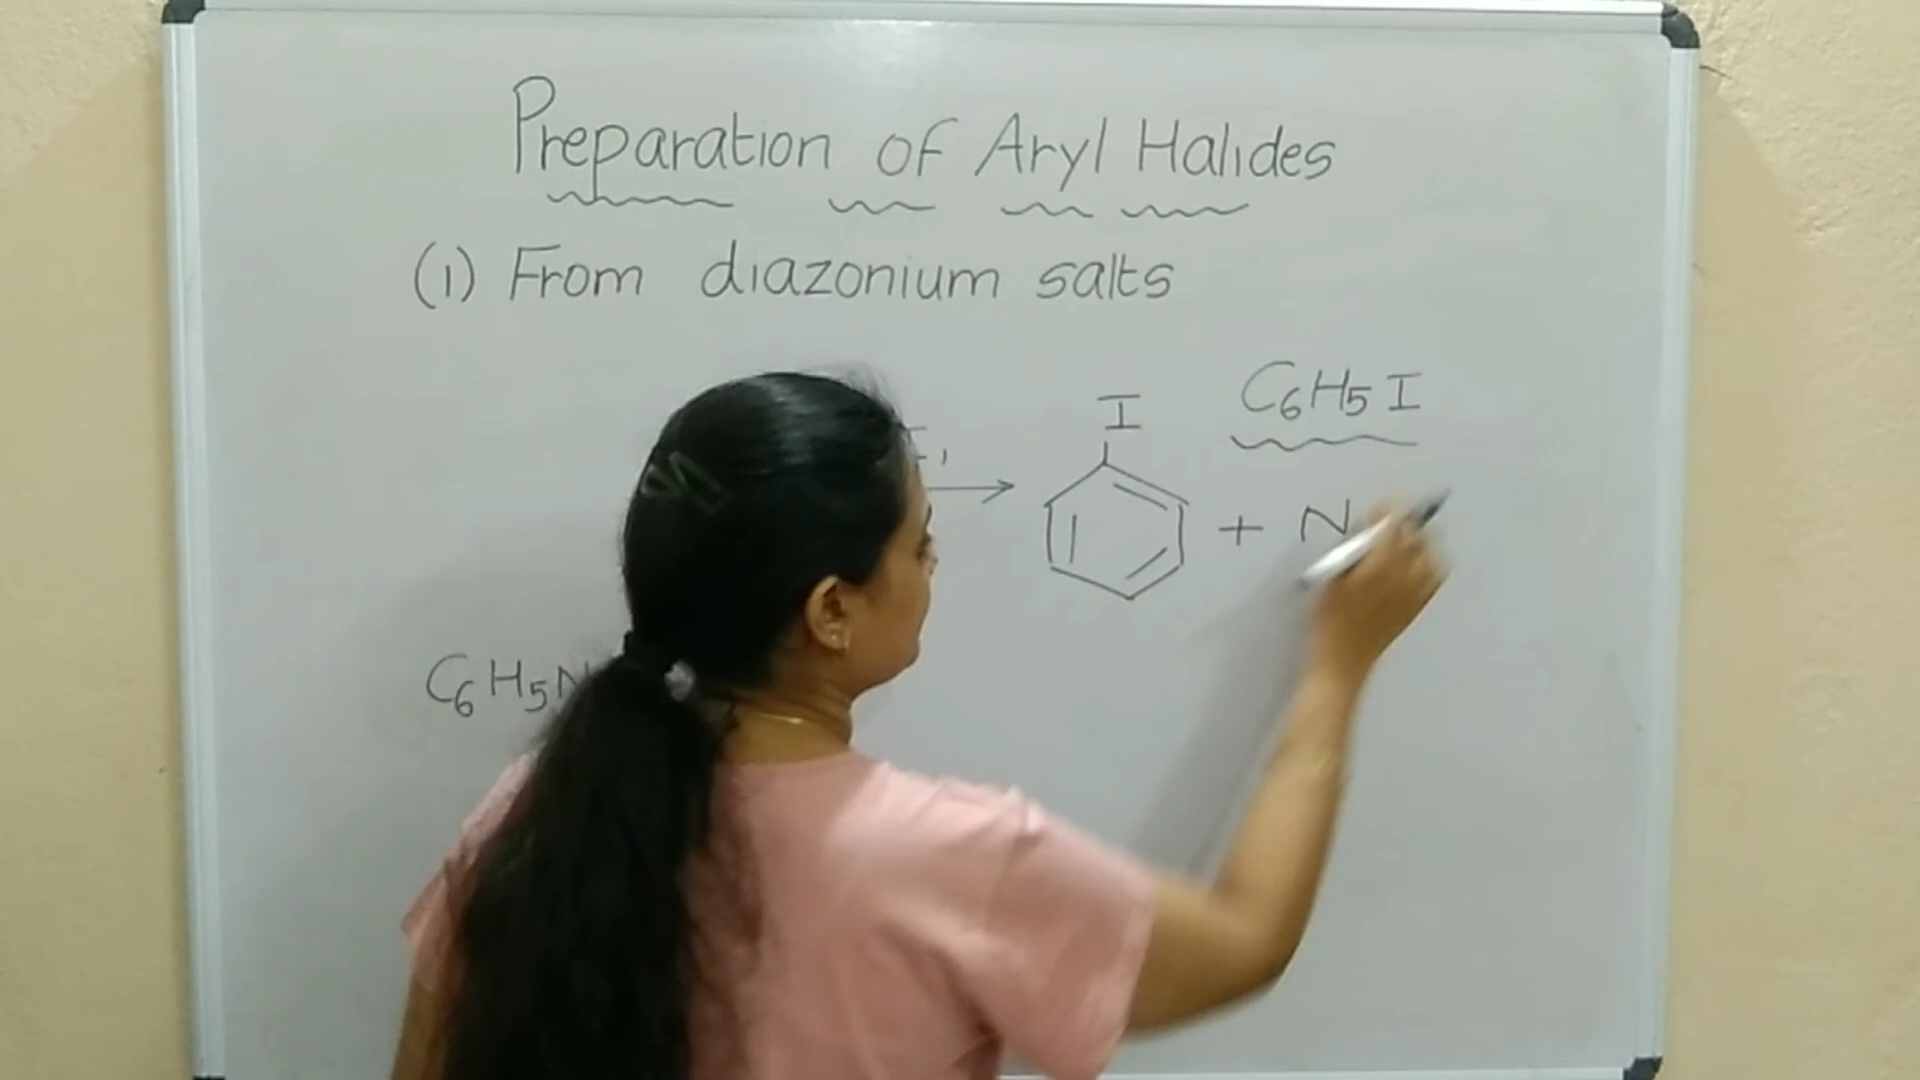 Preparation of Aryl Halides
(1) From diazonium salts
C6H5I
I
+ N
C6H5N